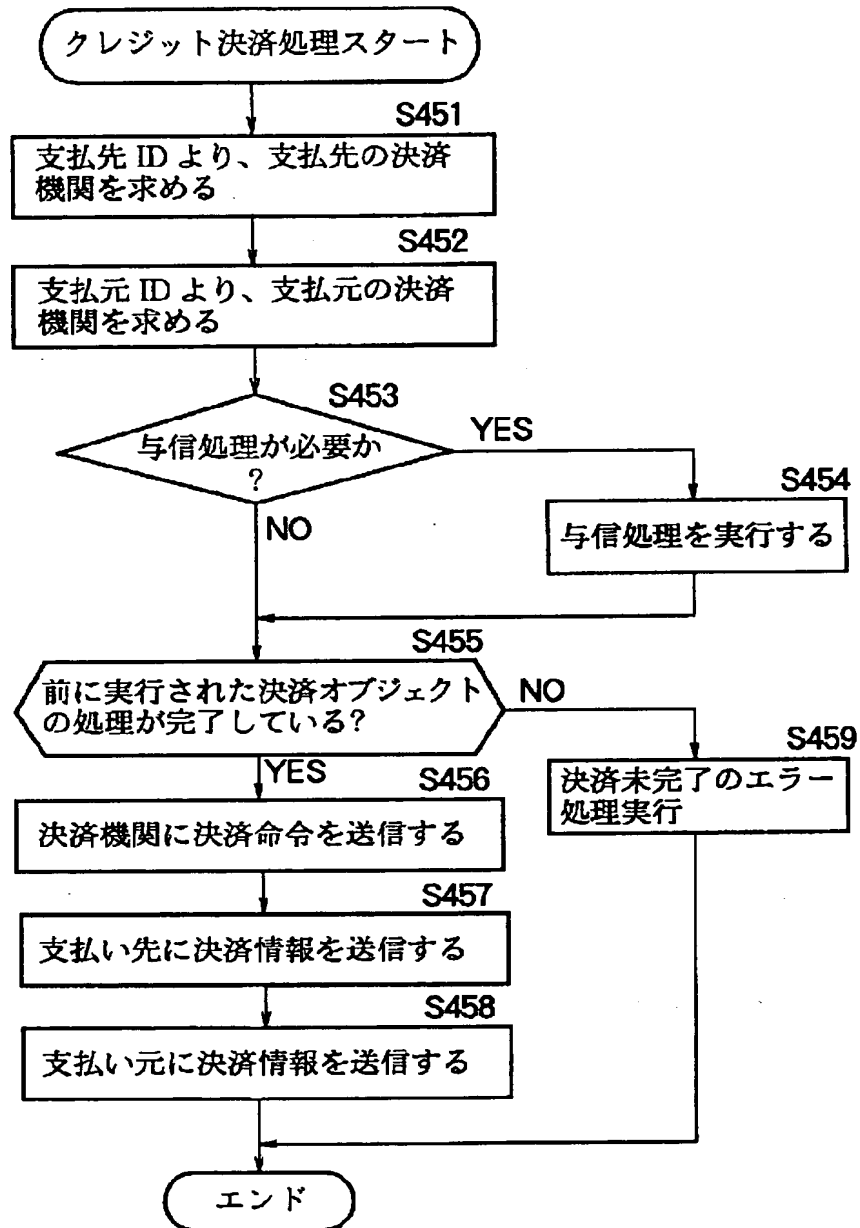 クレジット決済処理スタート
S451
支払先 ID より、支払先の決済
機関を求める
S452
支払元 ID より、支払元の決済
機関を求める
S453
与信処理が必要か
?
YES
NO
S454
与信処理を実行する
S455
前に実行された決済オブジェクト
の処理が完了している?
NO
YES
S459
決済未完了のエラー
処理実行
S456
決済機関に決済命令を送信する
S457
支払い先に決済情報を送信する
S458
支払い元に決済情報を送信する
エンド